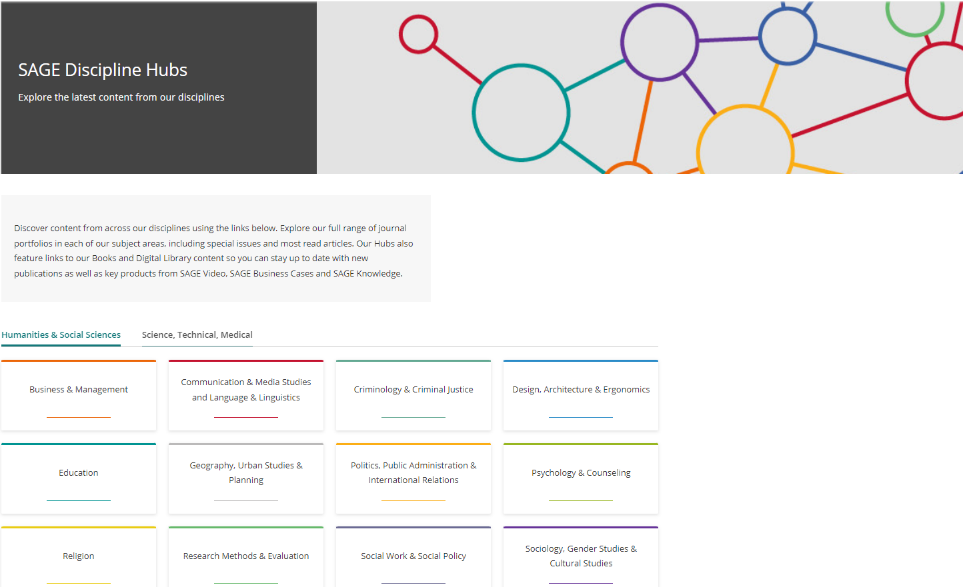 SAGE Discipline Hubs
Explore the latest content from our disciplines
Discover content from across our disciplines using the links below. Explore our full range of journal
portfolios in each of our subject areas, including special issues and most read articles. Our Hubs also
feature links to our Books and Digital Library content so you can stay up to date with new
publications as well as key products from SAGE Video, SAGE Business Cases and SAGE Knowledge.
Humanities & Social Sciences
Science, Technical, Medical
Business & Management
Communication & Media Studies
and Language & Linguistics
Criminology & Criminal Justice
Design, Architecture & Ergonomics
Education
Geography, Urban Studies &
Planning
Politics, Public Administration &
International Relations
Psychology & Counseling
Religion
Research Methods & Evaluation
Social Work & Social Policy
Sociology, Gender Studies &
Cultural Studies